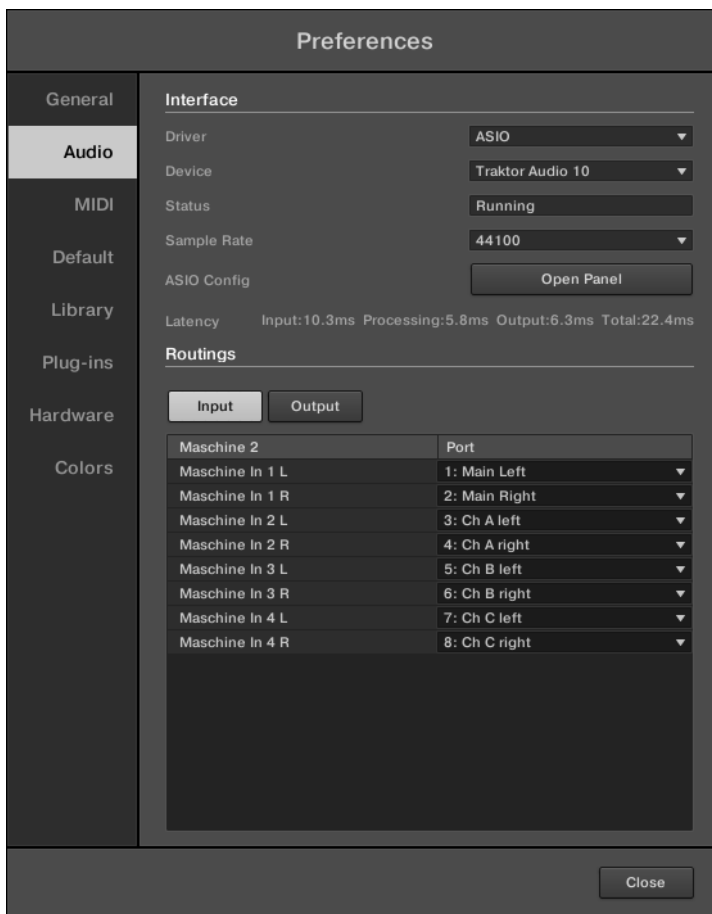 Preferences
General
Audio
MIDI
Default
Library
Plug-ins
Hardware
Colors
Interface
Driver ASIO
Device Traktor Audio 10
Status Running
Sample Rate 44100
ASIO Config Open Panel
Latency Input:10.3ms Processing:5.8ms Output:6.3ms Total:22.4ms
Routings
Input Output
Maschine 2 Port
Maschine In 1 L 1: Main Left
Maschine In 1 R 2: Main Right
Maschine In 2 L 3: Ch A left
Maschine In 2 R 4: Ch A right
Maschine In 3 L 5: Ch B left
Maschine In 3 R 6: Ch B right
Maschine In 4 L 7: Ch C left
Maschine In 4 R 8: Ch C right
Close